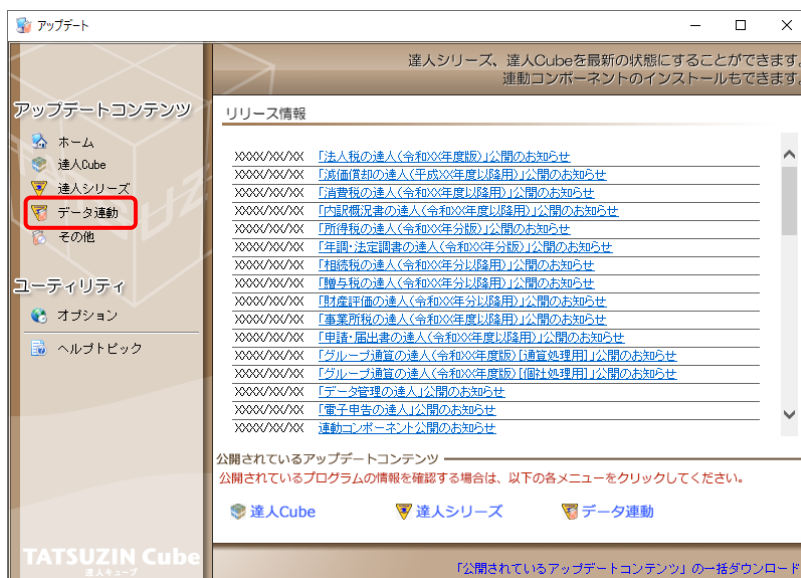 アップデート
達人シリーズ、達人Cubeを最新の状態にすることができます。
連動コンポーネントのインストールもできます。
アップデートコンテンツ
ホーム
達人Cube
達人シリーズ
データ連動
その他
ユーティリティ
オプション
ヘルプトピック
リリース情報
XXXX/XX/XX 「法人税の達人(令和XX年度版)」公開のお知らせ
XXXX/XX/XX 「減価償却の達人(平成XX年度以降用)」公開のお知らせ
XXXX/XX/XX 「消費税の達人(令和XX年度以降用)」公開のお知らせ
XXXX/XX/XX 「内訳概況書の達人(令和XX年度以降用)」公開のお知らせ
XXXX/XX/XX 「所得税の達人(令和XX年分版)」公開のお知らせ
XXXX/XX/XX 「年調・法定調書の達人(令和XX年分版)」公開のお知らせ
XXXX/XX/XX 「相続税の達人(令和XX年分以降用)」公開のお知らせ
XXXX/XX/XX 「贈与税の達人(令和XX年分以降用)」公開のお知らせ
XXXX/XX/XX 「財産評価の達人(令和XX年分以降用)」公開のお知らせ
XXXX/XX/XX 「事業所税の達人(令和XX年度以降用)」公開のお知らせ
XXXX/XX/XX 「申請・届出書の達人(令和XX年度以降用)」公開のお知らせ
XXXX/XX/XX 「グループ通算の達人(令和XX年度版)[通算処理用]」公開のお知らせ
XXXX/XX/XX 「グループ通算の達人(令和XX年度版)[個社処理用]」公開のお知らせ
XXXX/XX/XX 「データ管理の達人」公開のお知らせ
XXXX/XX/XX 「電子申告の達人」公開のお知らせ
XXXX/XX/XX 連動コンポーネント公開のお知らせ
公開されているアップデートコンテンツ
公開されているプログラムの情報を確認する場合は、以下の各メニューをクリックしてください。
達人Cube 達人シリーズ データ連動
TATSUZIN Cube
達人キューブ
「公開されているアップデートコンテンツ」の一括ダウンロード